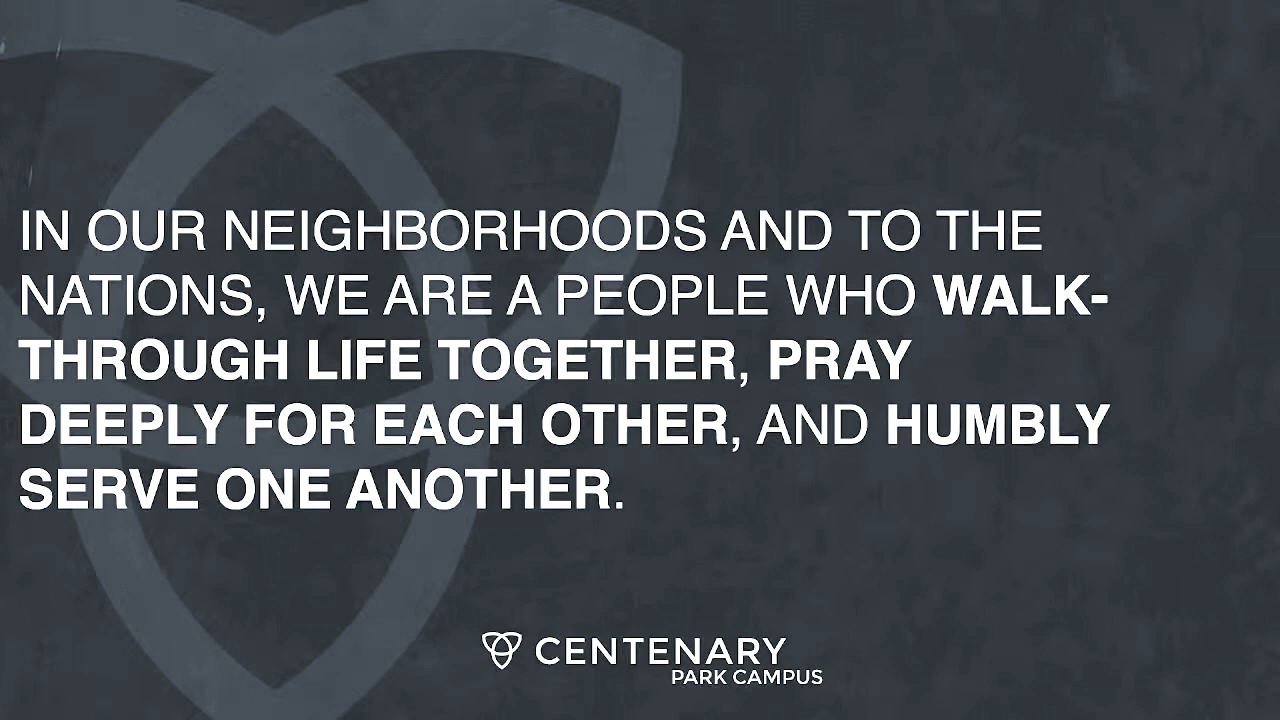 IN OUR NEIGHBORHOODS AND TO THE
NATIONS, WE ARE A PEOPLE WHO WALK-
THROUGH LIFE TOGETHER, PRAY
DEEPLY FOR EACH OTHER, AND HUMBLY
SERVE ONE ANOTHER.
CENTENARY
PARK CAMPUS